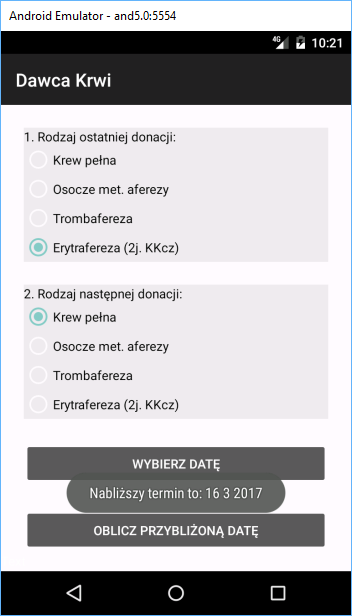 Android Emulator - and5.0:5554
4G 10:21
Dawca Krwi
1. Rodzaj ostatniej donacji:
Krew pełna
Osocze met. aferezy
Trombafereza
Erytrafereza (2j. KKcz)
2. Rodzaj następnej donacji:
Krew pełna
Osocze met. aferezy
Trombafereza
Erytrafereza (2j. KKcz)
WYBIERZ DATĘ
Nabliższy termin to: 16 3 2017
OBLICZ PRZYBLIŻONĄ DATĘ